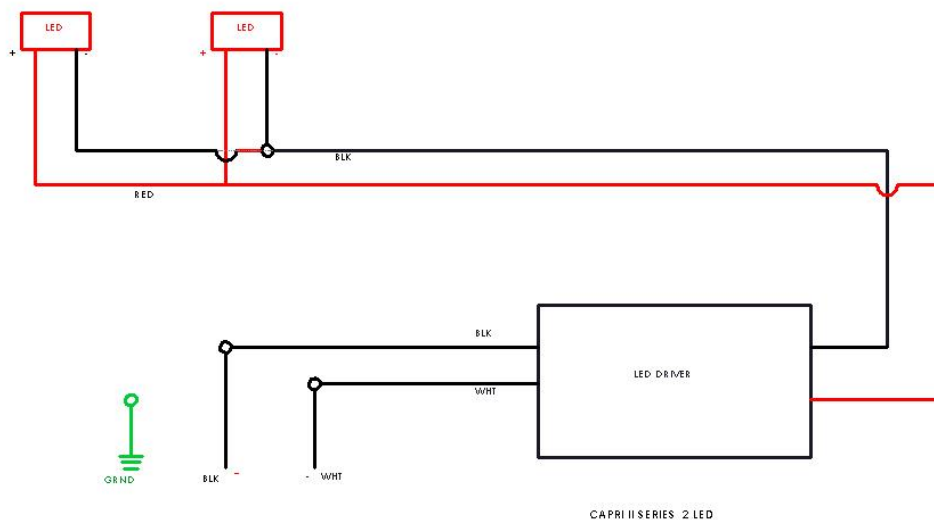 LED
LED
+
-
+
-
BLK
RED
BLK
LED DRIVER
WHT
GRND
BLK -
- WHT
CAPRI II SERIES 2 LED